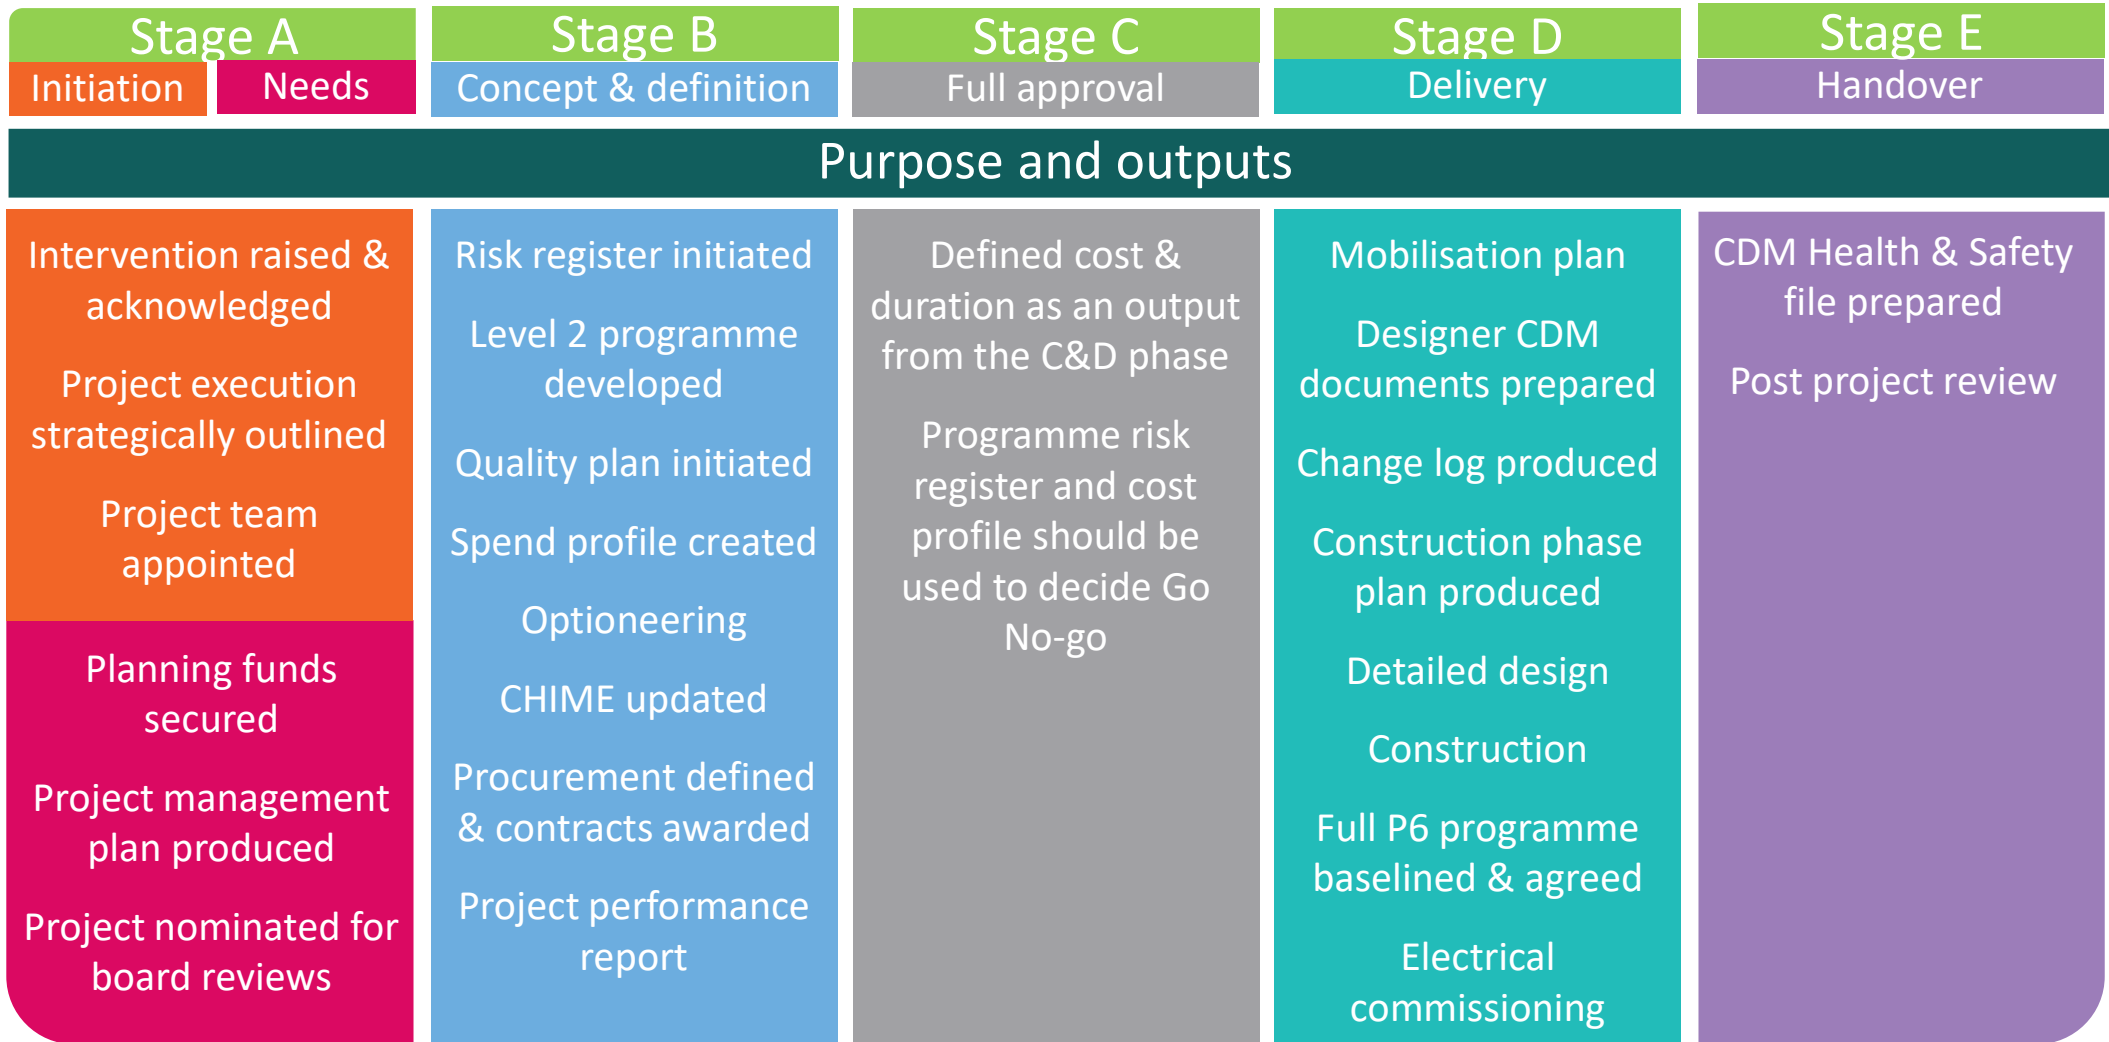 Stage A
Initiation
Needs
Stage B
Concept & definition
Stage C
Full approval
Stage D
Delivery
Stage E
Handover
Purpose and outputs
Intervention raised &
acknowledged
Project execution
strategically outlined
Project team
appointed
Planning funds
secured
Project management
plan produced
Project nominated for
board reviews
Risk register initiated
Level 2 programme
developed
Quality plan initiated
Spend profile created
Optioneering
CHIME updated
Procurement defined
& contracts awarded
Project performance
report
Defined cost &
duration as an output
from the C&D phase
Programme risk
register and cost
profile should be
used to decide Go
No-go
Mobilisation plan
Designer CDM
documents prepared
Change log produced
Construction phase
plan produced
Detailed design
Construction
Full P6 programme
baselined & agreed
Electrical
commissioning
CDM Health & Safety
file prepared
Post project review